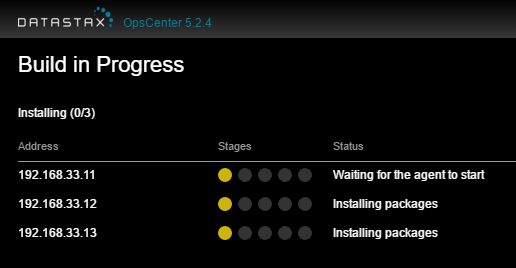 DATASTAX OpsCenter 5.2.4
Build in Progress
Installing (0/3)
Address Stages Status
192.168.33.11 Waiting for the agent to start
192.168.33.12 Installing packages
192.168.33.13 Installing packages